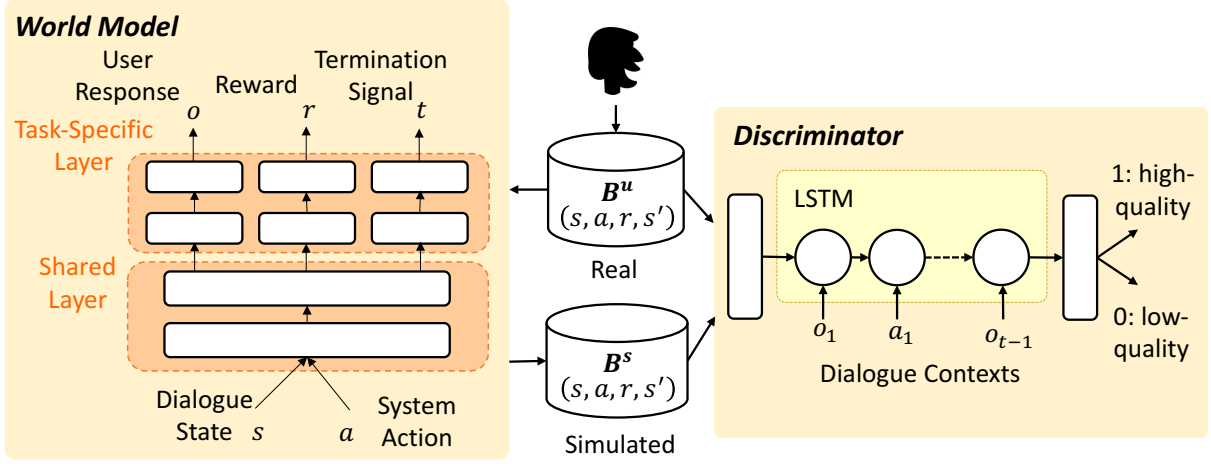 World Model
User
Response
Reward
Termination
Signal
o
r
t
Task-Specific
Layer
Shared
Layer
Dialogue
State s
a
System
Action
B^u
(s, a, r, s′)
Real
B^s
(s, a, r, s′)
Simulated
Discriminator
LSTM
o_1
a_1
o_{t−1}
Dialogue Contexts
1: high-
quality
0: low-
quality